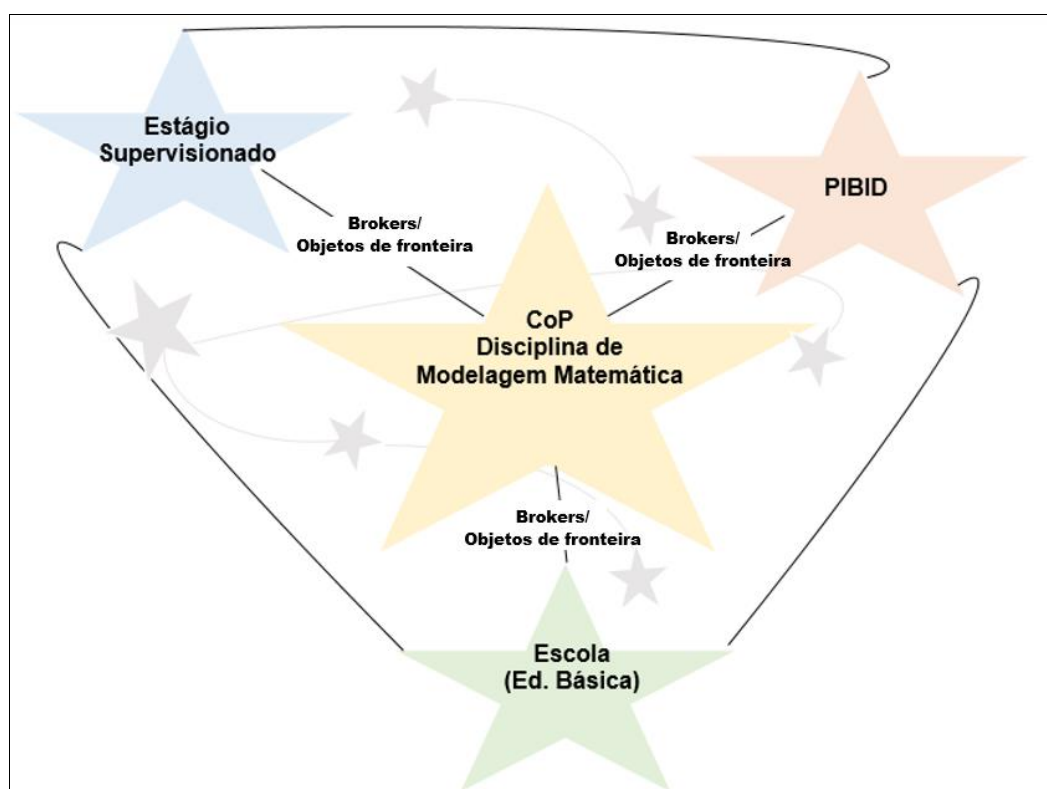 Estágio
Supervisionado
PIBID
Brokers/
Objetos de fronteira
Brokers/
Objetos de fronteira
CoP
Disciplina de
Modelagem Matemática
Brokers/
Objetos de fronteira
Escola
(Ed. Básica)